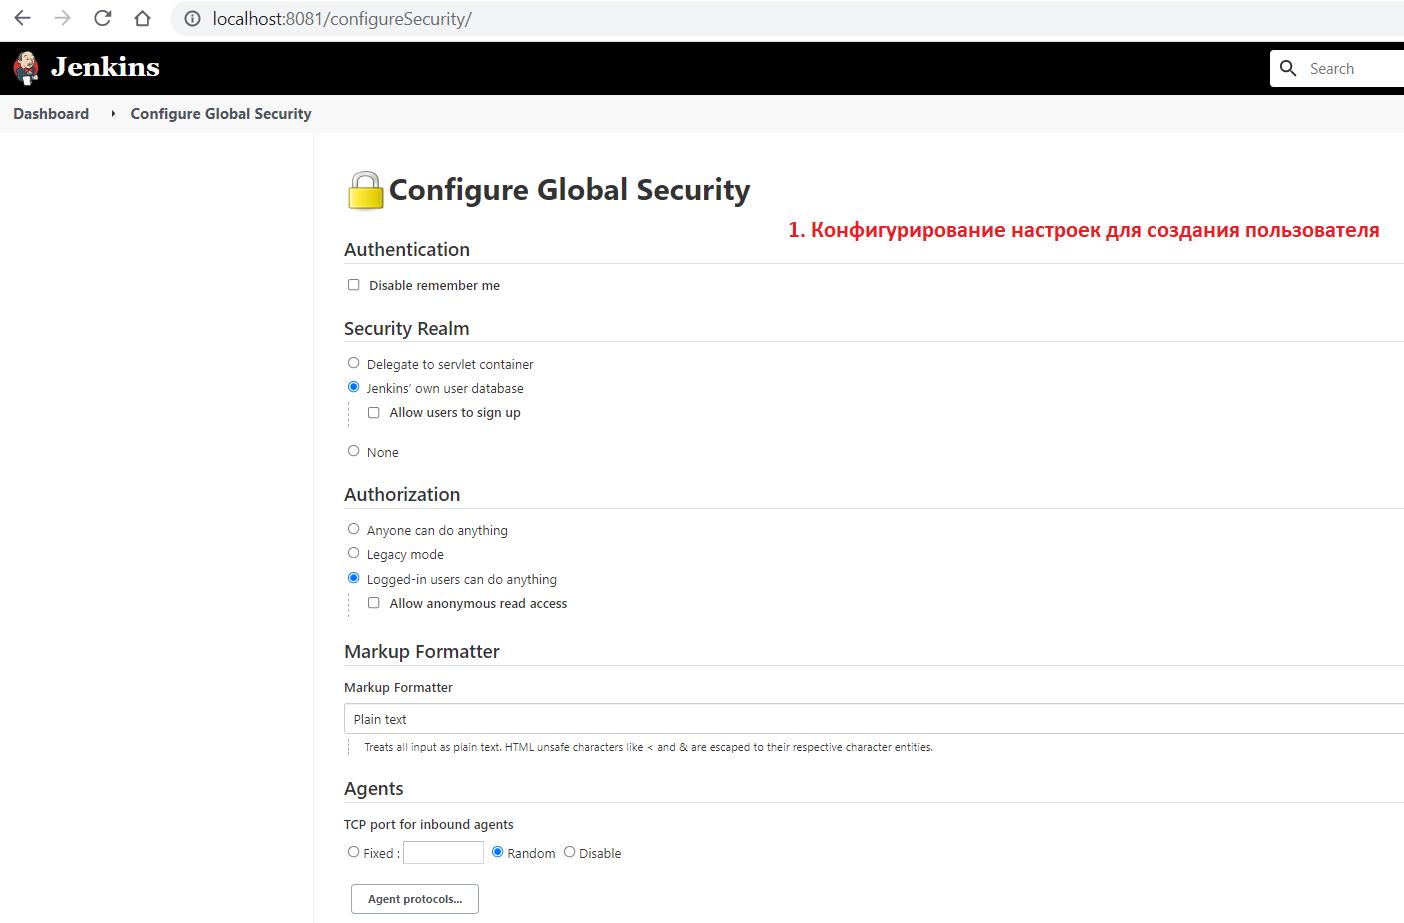 localhost:8081/configureSecurity/
Jenkins
Search
Dashboard Configure Global Security
Configure Global Security
1. Конфигурирование настроек для создания пользователя
Authentication
Disable remember me
Security Realm
Delegate to servlet container
Jenkins’ own user database
Allow users to sign up
None
Authorization
Anyone can do anything
Legacy mode
Logged-in users can do anything
Allow anonymous read access
Markup Formatter
Markup Formatter
Plain text
Treats all input as plain text. HTML unsafe characters like < and & are escaped to their respective character entities.
Agents
TCP port for inbound agents
Fixed : Random Disable
Agent protocols...